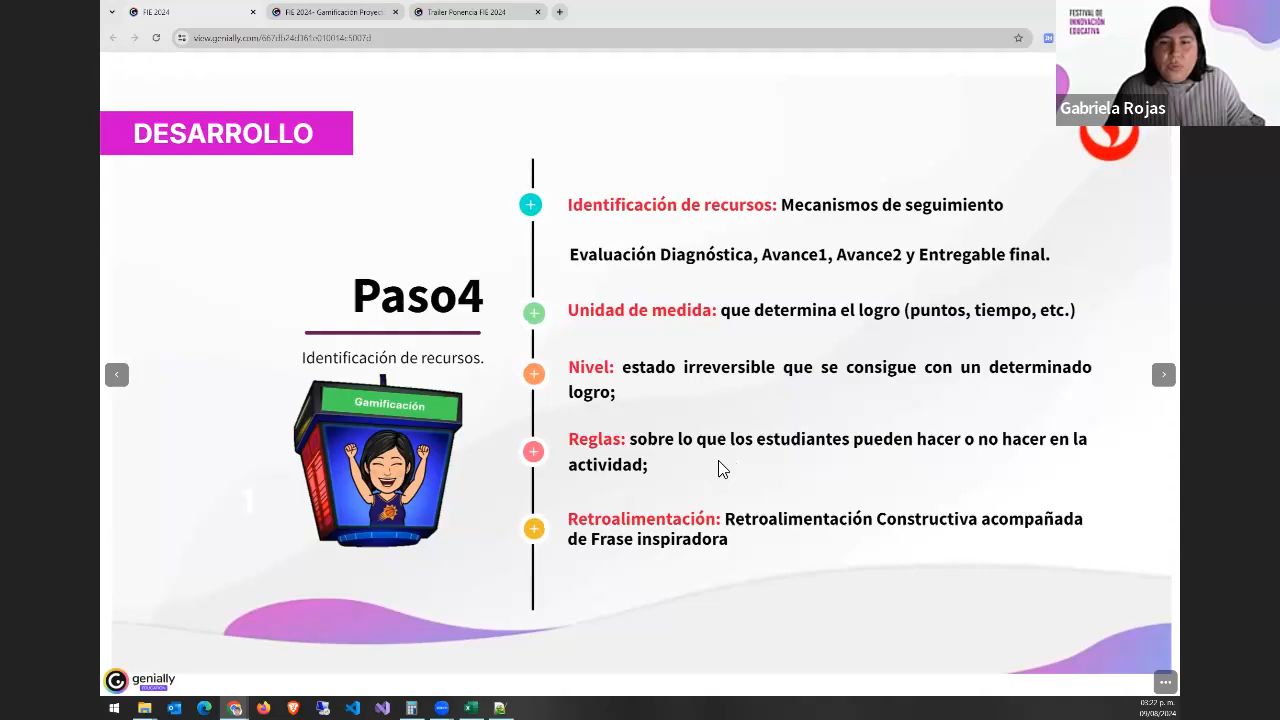 FIE 2024
FIE 2024- Gamificación Proyect
Trailer Ponencia FIE 2024
FESTIVAL DE
INNOVACIÓN
EDUCATIVA
Gabriela Rojas
DESARROLLO
Identificación de recursos: Mecanismos de seguimiento
Evaluación Diagnóstica, Avance1, Avance2 y Entregable final.
Paso4
Unidad de medida: que determina el logro (puntos, tiempo, etc.)
Identificación de recursos.
Nivel: estado irreversible que se consigue con un determinado
logro;
Gamificación
Reglas: sobre lo que los estudiantes pueden hacer o no hacer en la
actividad;
Retroalimentación: Retroalimentación Constructiva acompañada
de Frase inspiradora
genially
EDUCATION
03:22 p. m.
09/08/2024